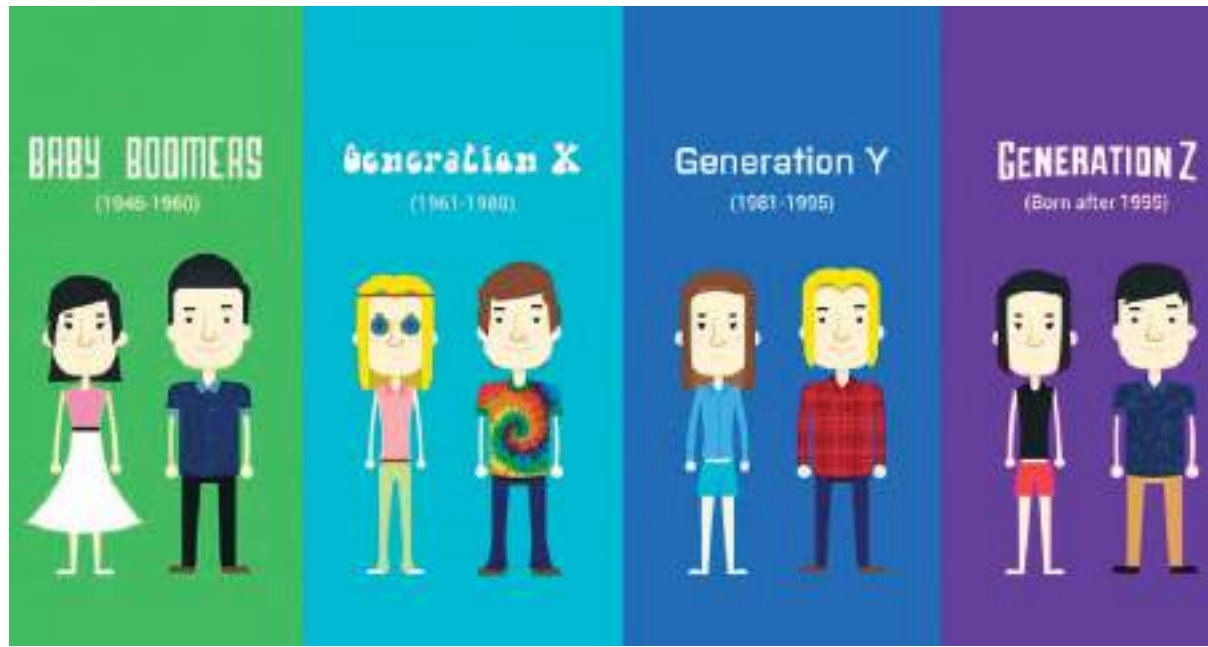 BABY BOOMERS
(1946-1960)
Generation X
(1961-1980)
Generation Y
(1981-1995)
GENERATION Z
(Born after 1995)